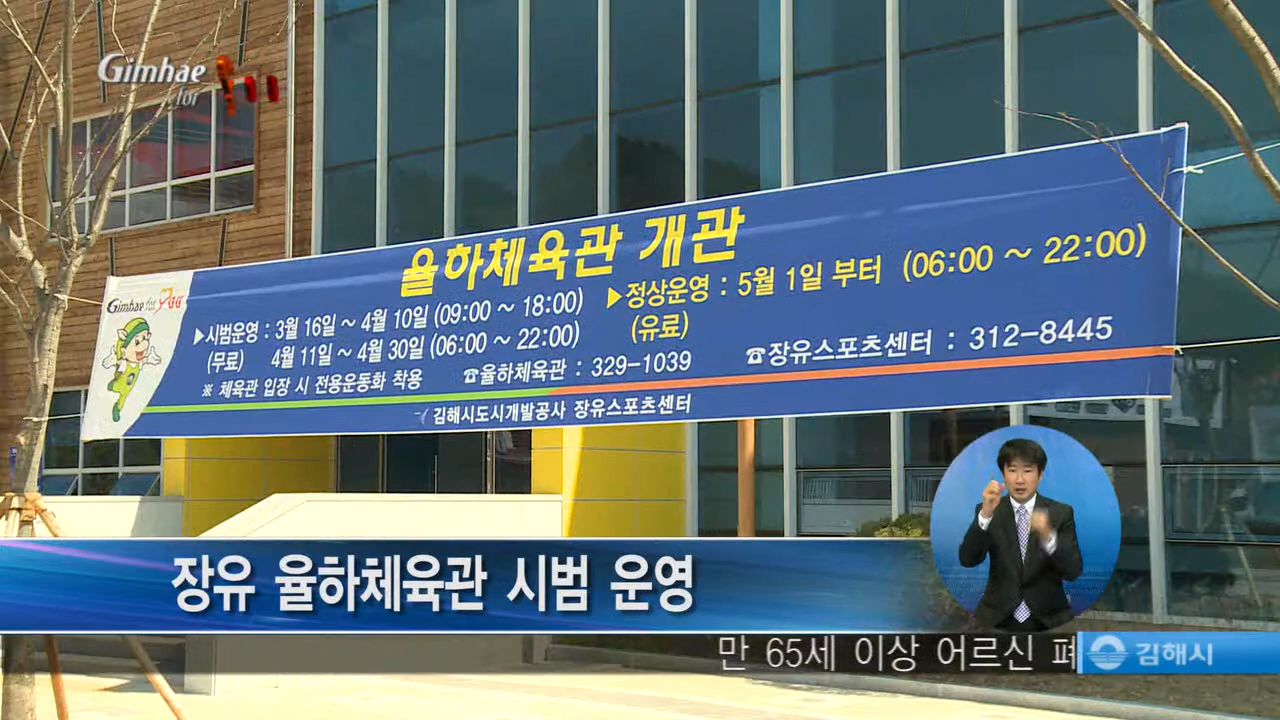 Gimhae
for
율하체육관 개관
Gimhae for you
▶시범운영 : 3월 16일 ~ 4월 10일 (09:00 ~ 18:00)
(무료) 4월 11일 ~ 4월 30일 (06:00 ~ 22:00)
▶정상운영 : 5월 1일 부터 (06:00 ~ 22:00)
(유료)
※ 체육관 입장 시 전용운동화 착용 ☎율하체육관 : 329-1039 ☎장유스포츠센터 : 312-8445
김해시도시개발공사 장유스포츠센터
장유 율하체육관 시범 운영
만 65세 이상 어르신 폐
김해시